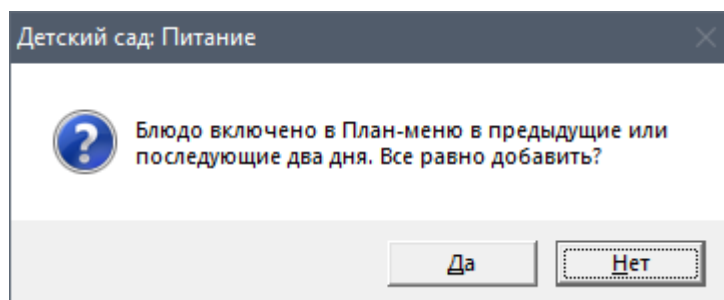 Детский сад: Питание
Блюдо включено в План-меню в предыдущие или
последующие два дня. Все равно добавить?
Да
Нет